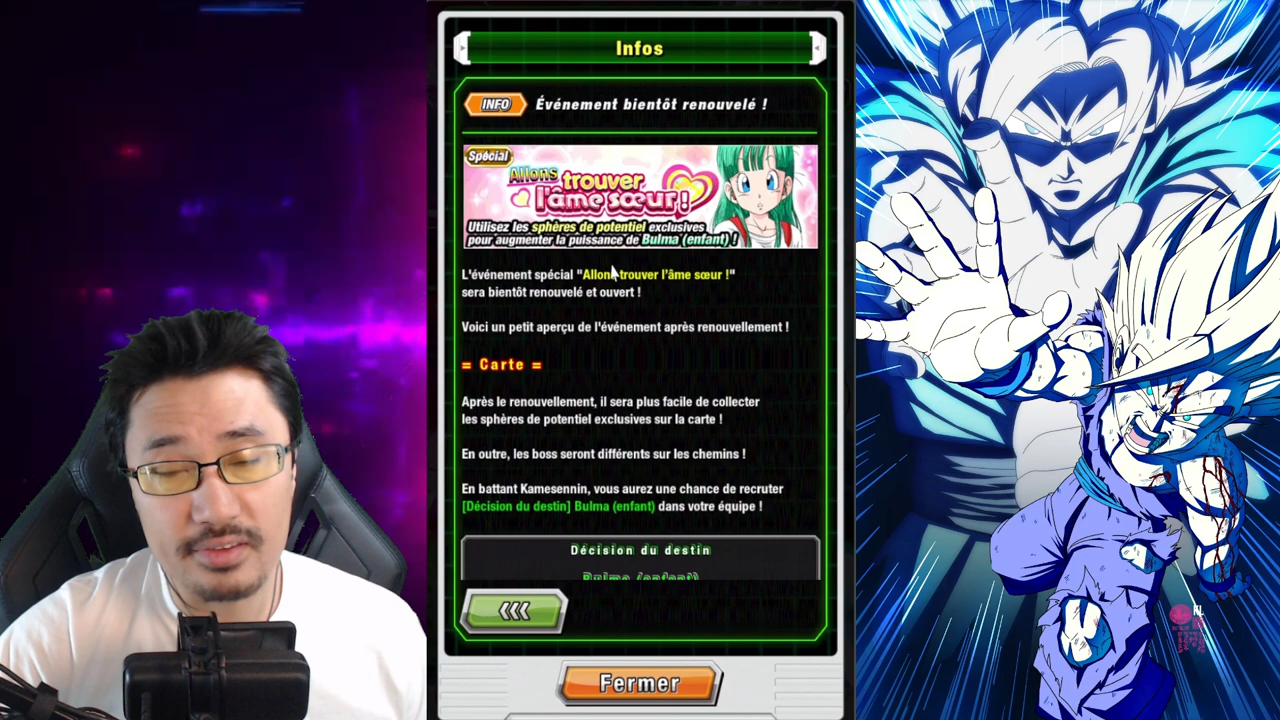 Infos
INFO Événement bientôt renouvelé !
Spécial
Allons trouver
l'âme sœur !
Utilisez les sphères de potentiel exclusives
pour augmenter la puissance de Bulma (enfant) !
L'événement spécial "Allons trouver l'âme sœur !"
sera bientôt renouvelé et ouvert !
Voici un petit aperçu de l'événement après renouvellement !
= Carte =
Après le renouvellement, il sera plus facile de collecter
les sphères de potentiel exclusives sur la carte !
En outre, les boss seront différents sur les chemins !
En battant Kamesennin, vous aurez une chance de recruter
[Décision du destin] Bulma (enfant) dans votre équipe !
Décision du destin
Bulma (enfant)
Fermer